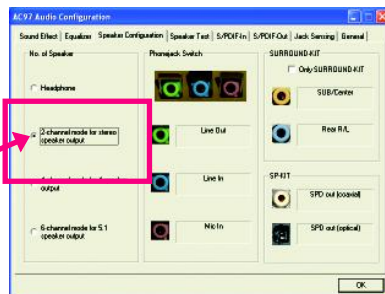 AC97 Audio Configuration
Sound Effect | Equalizer | Speaker Configuration | Speaker Test | S/PDIF-In | S/PDIF-Out | Jack Sensing | General
No. of Speaker
Headphone
2-channel mode for stereo
speaker output
output
6-channel mode for 5.1
speaker output
Phonejack Switch
Line Out
Line In
Mic In
SURROUND-KIT
Only SURROUND-KIT
SUB/Center
Rear R/L
SP-KIT
SPD out (coaxial)
SPD out (optical)
OK